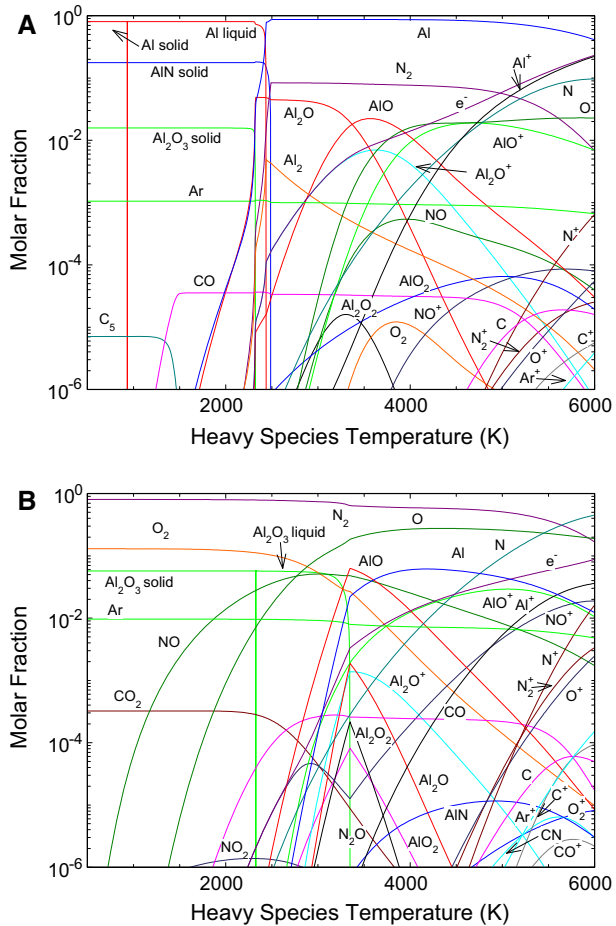 A
10⁰
10⁻²
10⁻⁴
10⁻⁶
Molar Fraction
Al solid
Al liquid
Al
AlN solid
N₂
Al⁺
N
O
e⁻
Al₂O
AlO
AlO⁺
Al₂O₃ solid
Al₂
Al₂O⁺
Ar
NO
N⁺
CO
AlO₂
C₅
Al₂O₂
NO⁺
O₂
C
N₂⁺
O⁺
C⁺
Ar⁺
2000
4000
6000
Heavy Species Temperature (K)
B
10⁰
10⁻²
10⁻⁴
10⁻⁶
Molar Fraction
O₂
Al₂O₃ liquid
N₂
O
N
Al₂O₃ solid
AlO
Al
e⁻
Ar
AlO⁺
Al⁺
NO⁺
NO
N⁺
Al₂O⁺
N₂⁺
O⁺
CO₂
CO
Al₂O₂
Al₂O
C
AlN
C⁺
Ar⁺
O₂⁺
NO₂
N₂O
AlO₂
CN
CO⁺
2000
4000
6000
Heavy Species Temperature (K)